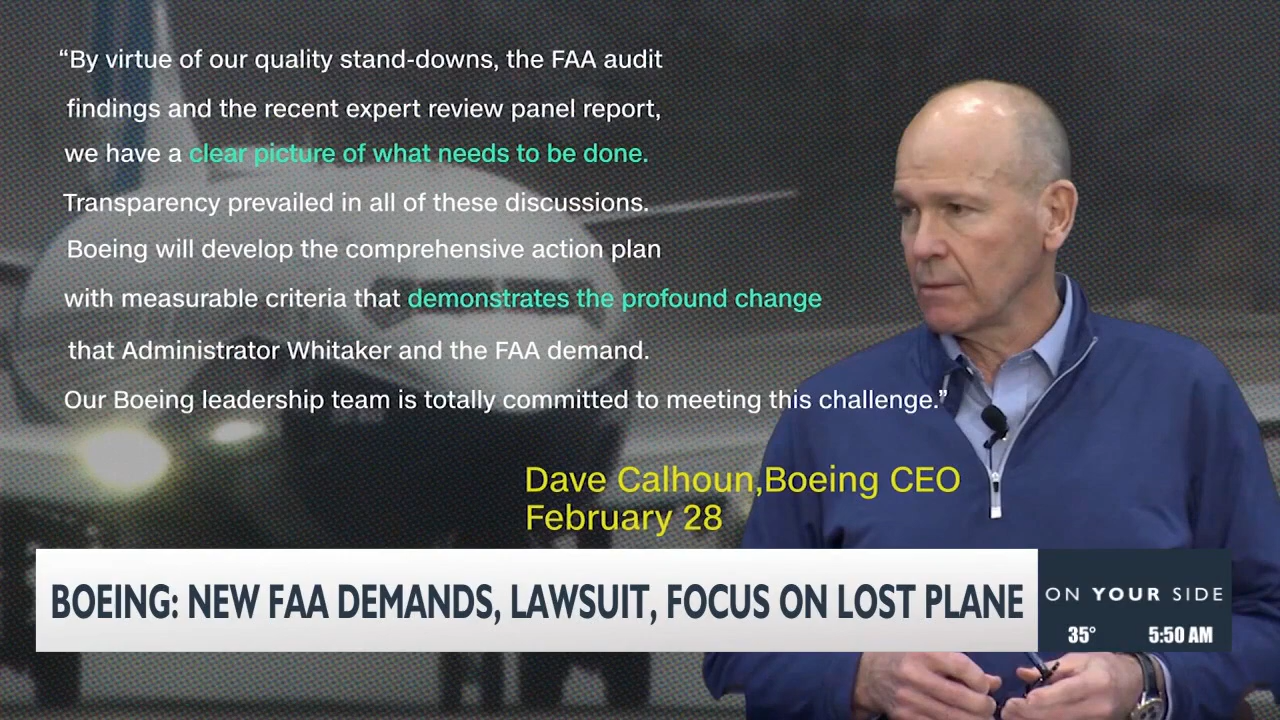 “By virtue of our quality stand-downs, the FAA audit
findings and the recent expert review panel report,
we have a clear picture of what needs to be done.
Transparency prevailed in all of these discussions.
Boeing will develop the comprehensive action plan
with measurable criteria that demonstrates the profound change
that Administrator Whitaker and the FAA demand.
Our Boeing leadership team is totally committed to meeting this challenge.”
Dave Calhoun,Boeing CEO
February 28
BOEING: NEW FAA DEMANDS, LAWSUIT, FOCUS ON LOST PLANE
ON YOUR SIDE
35° 5:50 AM